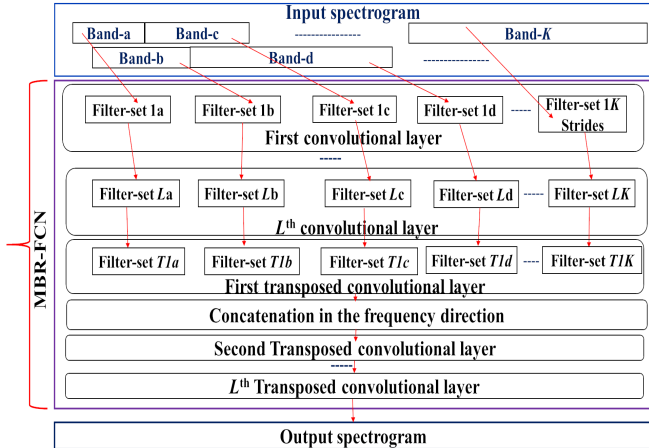 Input spectrogram
Band-a Band-c Band-K
Band-b Band-d
Filter-set 1a Filter-set 1b Filter-set 1c Filter-set 1d Filter-set 1K
Strides
First convolutional layer
Filter-set La Filter-set Lb Filter-set Lc Filter-set Ld Filter-set LK
Lth convolutional layer
Filter-set T1a Filter-set T1b Filter-set T1c Filter-set T1d Filter-set T1K
First transposed convolutional layer
Concatenation in the frequency direction
Second Transposed convolutional layer
Lth Transposed convolutional layer
MBR-FCN
Output spectrogram